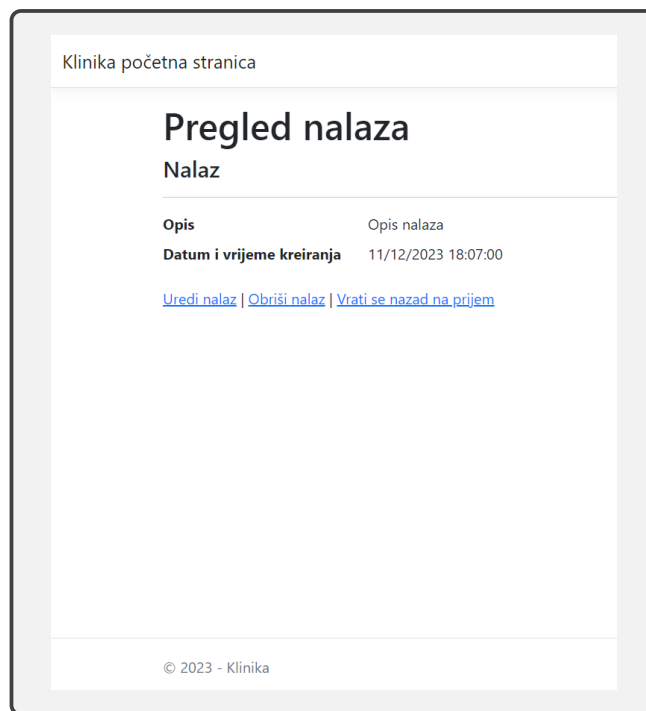 Klinika početna stranica
Pregled nalaza
Nalaz
Opis Opis nalaza
Datum i vrijeme kreiranja 11/12/2023 18:07:00
Uredi nalaz | Obriši nalaz | Vrati se nazad na prijem
© 2023 - Klinika